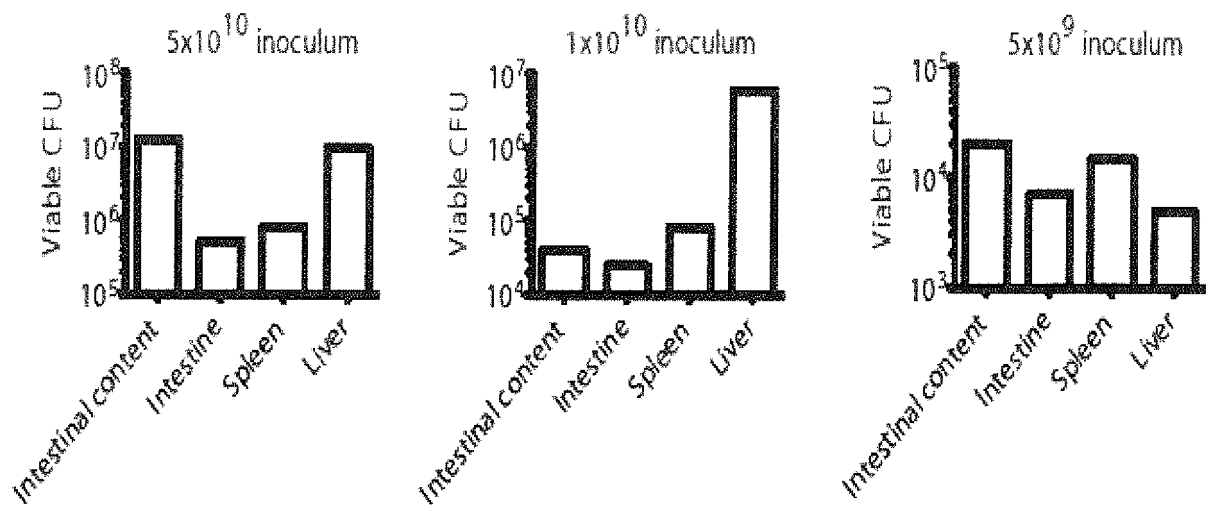 5x10^10 inoculum
Viable CFU
10^8
10^7
10^6
10^5
Intestinal content
Intestine
Spleen
Liver
1x10^10 inoculum
Viable CFU
10^7
10^6
10^5
10^4
Intestinal content
Intestine
Spleen
Liver
5x10^9 inoculum
Viable CFU
10^5
10^4
10^3
Intestinal content
Intestine
Spleen
Liver